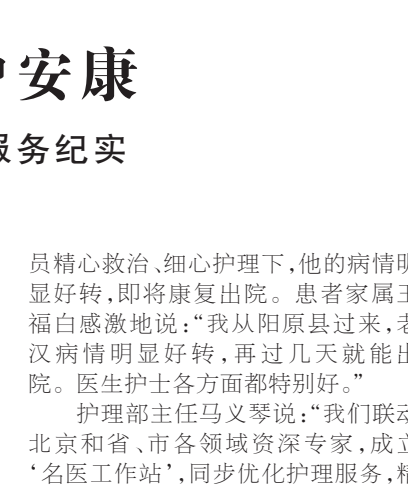 安康
服务纪实
员精心救治、细心护理下,他的病情明
显好转,即将康复出院。患者家属王
福白感激地说:“我从阳原县过来,老
汉病情明显好转,再过几天就能出
院。医生护士各方面都特别好。”
护理部主任马义琴说:“我们联动
北京和省、市各领域资深专家,成立
‘名医工作站’,同步优化护理服务,精